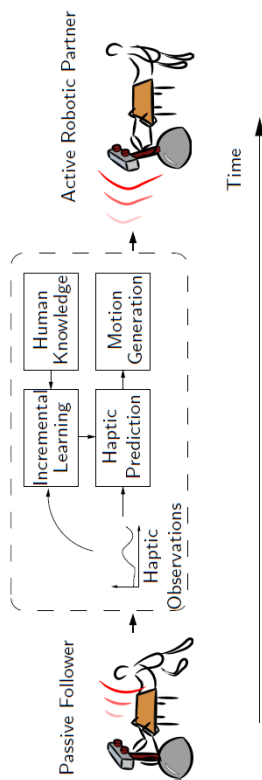 Passive Follower
Haptic
Observations
Incremental
Learning
Human
Knowledge
Haptic
Prediction
Motion
Generation
Active Robotic Partner
Time